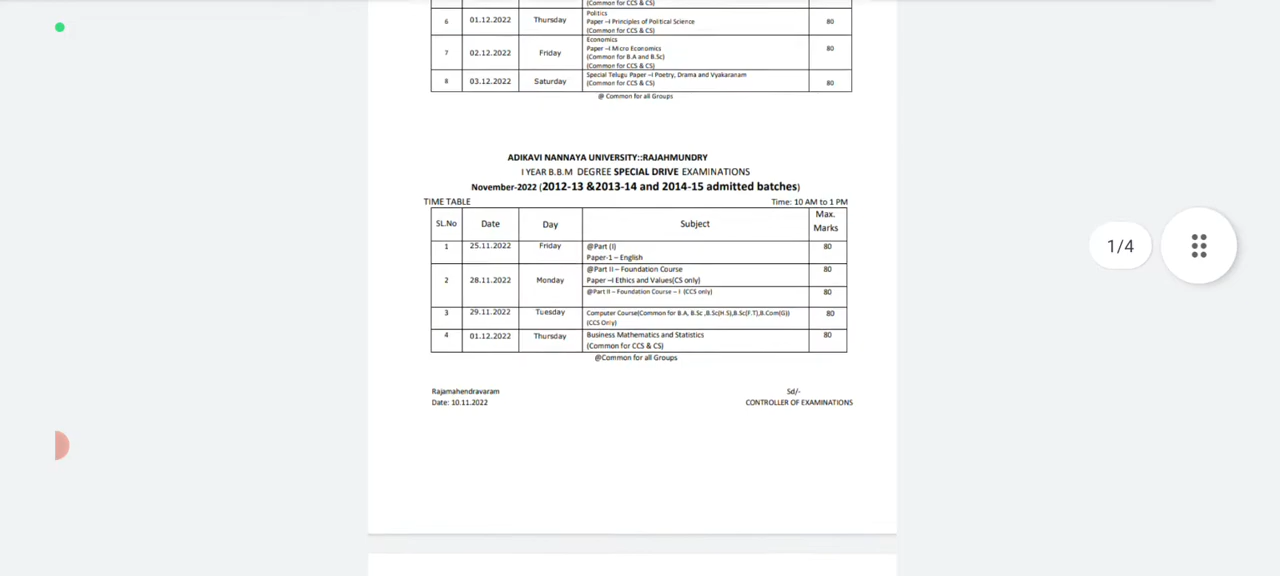 (Common for CCS & CS)
6 01.12.2022 Thursday Politics
Paper –I Principles of Political Science
(Common for CCS & CS) 80
7 02.12.2022 Friday Economics
Paper –I Micro Economics
(Common for B.A and B.Sc)
(Common for CCS & CS) 80
8 03.12.2022 Saturday Special Telugu Paper –I Poetry, Drama and Vyakaranam
(Common for CCS & CS) 80
@ Common for all Groups
ADIKAVI NANNAYA UNIVERSITY::RAJAHMUNDRY
I YEAR B.B.M DEGREE SPECIAL DRIVE EXAMINATIONS
November-2022 (2012-13 &2013-14 and 2014-15 admitted batches)
TIME TABLE Time: 10 AM to 1 PM
SL.No Date Day Subject Max.
Marks
1 25.11.2022 Friday @Part (I)
Paper-1 – English 80
2 28.11.2022 Monday @Part II – Foundation Course
Paper –I Ethics and Values(CS only) 80
@Part II – Foundation Course – I (CCS only) 80
3 29.11.2022 Tuesday Computer Course(Common for B.A, B.Sc ,B.Sc(H.S),B.Sc(F.T),B.Com(G))
(CCS Only) 80
4 01.12.2022 Thursday Business Mathematics and Statistics
(Common for CCS & CS) 80
@Common for all Groups
Rajamahendravaram Sd/-
Date: 10.11.2022 CONTROLLER OF EXAMINATIONS
1/4